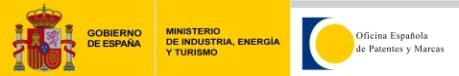 GOBIERNO
DE ESPAÑA
MINISTERIO
DE INDUSTRIA, ENERGÍA
Y TURISMO
Oficina Española
de Patentes y Marcas